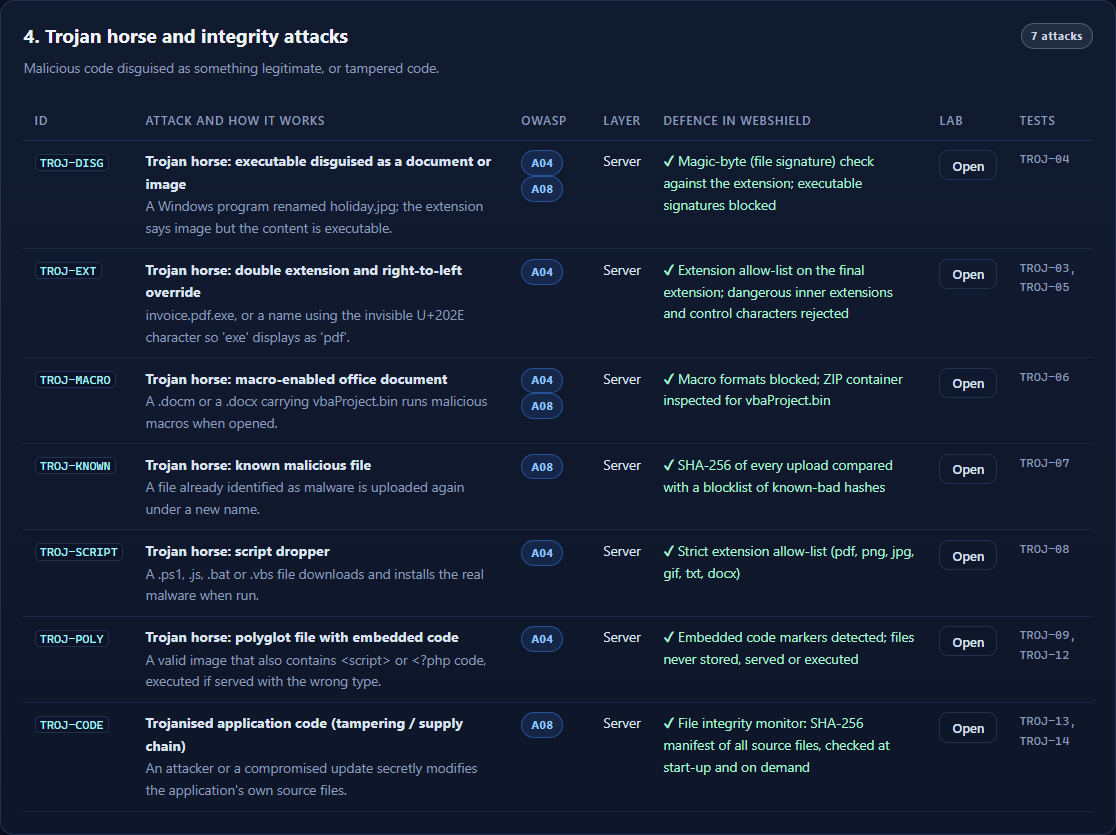 4. Trojan horse and integrity attacks
7 attacks
Malicious code disguised as something legitimate, or tampered code.
ID ATTACK AND HOW IT WORKS OWASP LAYER DEFENCE IN WEBSHIELD LAB TESTS
TROJ-DISG
Trojan horse: executable disguised as a document or
image
A Windows program renamed holiday.jpg; the extension
says image but the content is executable.
A04
A08
Server
✓ Magic-byte (file signature) check
against the extension; executable
signatures blocked
Open
TROJ-04
TROJ-EXT
Trojan horse: double extension and right-to-left
override
invoice.pdf.exe, or a name using the invisible U+202E
character so 'exe' displays as 'pdf'.
A04
Server
✓ Extension allow-list on the final
extension; dangerous inner extensions
and control characters rejected
Open
TROJ-03,
TROJ-05
TROJ-MACRO
Trojan horse: macro-enabled office document
A .docm or a .docx carrying vbaProject.bin runs malicious
macros when opened.
A04
A08
Server
✓ Macro formats blocked; ZIP container
inspected for vbaProject.bin
Open
TROJ-06
TROJ-KNOWN
Trojan horse: known malicious file
A file already identified as malware is uploaded again
under a new name.
A08
Server
✓ SHA-256 of every upload compared
with a blocklist of known-bad hashes
Open
TROJ-07
TROJ-SCRIPT
Trojan horse: script dropper
A .ps1, .js, .bat or .vbs file downloads and installs the real
malware when run.
A04
Server
✓ Strict extension allow-list (pdf, png, jpg,
gif, txt, docx)
Open
TROJ-08
TROJ-POLY
Trojan horse: polyglot file with embedded code
A valid image that also contains <script> or <?php code,
executed if served with the wrong type.
A04
Server
✓ Embedded code markers detected; files
never stored, served or executed
Open
TROJ-09,
TROJ-12
TROJ-CODE
Trojanised application code (tampering / supply
chain)
An attacker or a compromised update secretly modifies
the application's own source files.
A08
Server
✓ File integrity monitor: SHA-256
manifest of all source files, checked at
start-up and on demand
Open
TROJ-13,
TROJ-14